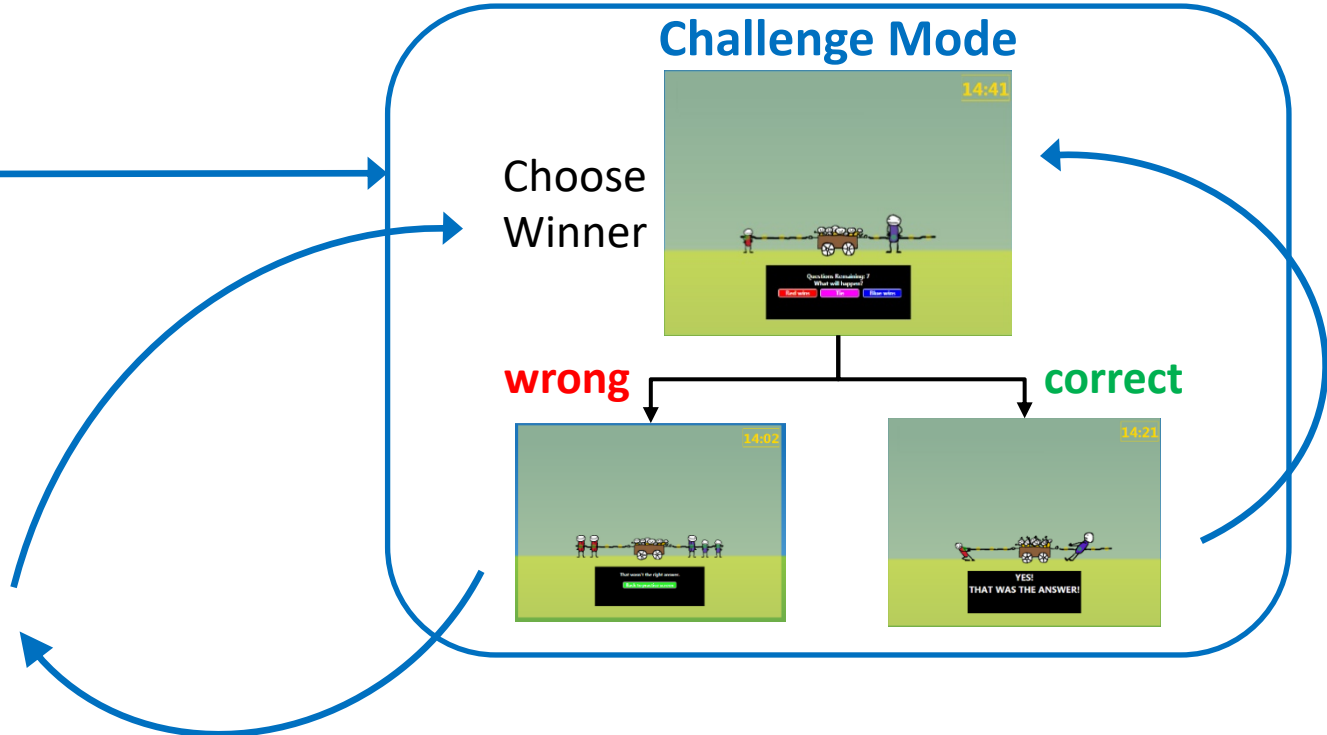 Challenge Mode
14:41
Choose
Winner
Questions Remaining: 7
What will happen?
Red wins Tie Blue wins
wrong
correct
14:02
That wasn't the right answer.
14:21
YES!
THAT WAS THE ANSWER!